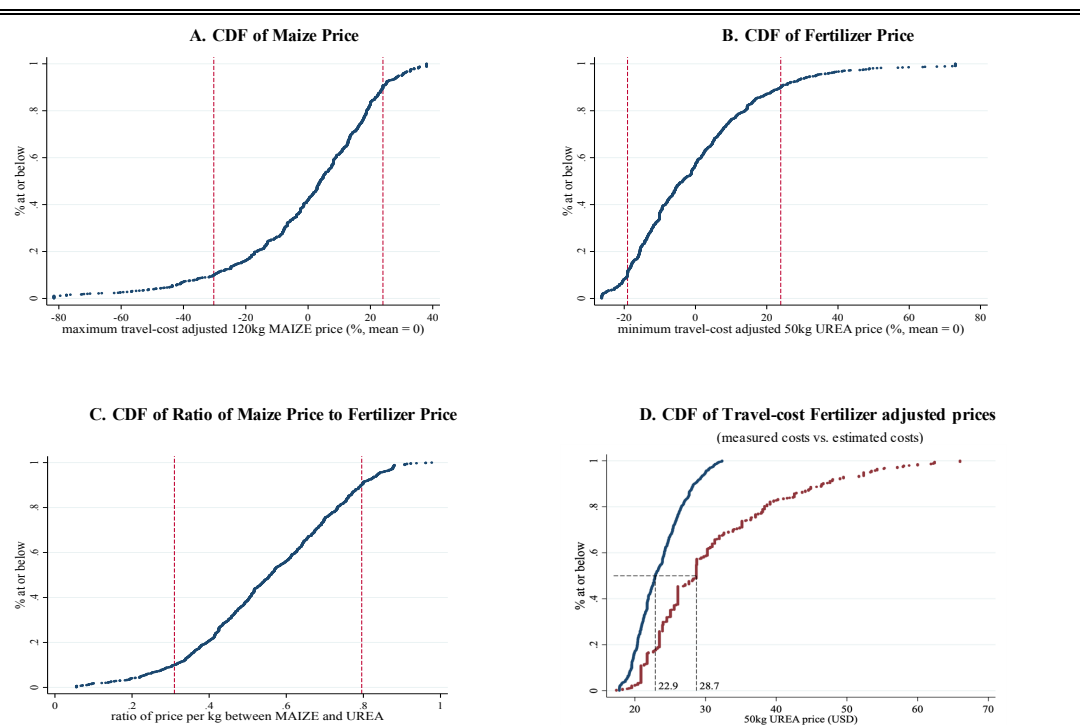 A. CDF of Maize Price
% at or below
0 .2 .4 .6 .8 1
-80 -60 -40 -20 0 20 40
maximum travel-cost adjusted 120kg MAIZE price (%, mean = 0)
B. CDF of Fertilizer Price
% at or below
0 .2 .4 .6 .8 1
-20 0 20 40 60 80
minimum travel-cost adjusted 50kg UREA price (%, mean = 0)
C. CDF of Ratio of Maize Price to Fertilizer Price
% at or below
0 .2 .4 .6 .8 1
0 .2 .4 .6 .8 1
ratio of price per kg between MAIZE and UREA
D. CDF of Travel-cost Fertilizer adjusted prices
(measured costs vs. estimated costs)
% at or below
0 .2 .4 .6 .8 1
22.9 28.7
20 30 40 50 60 70
50kg UREA price (USD)